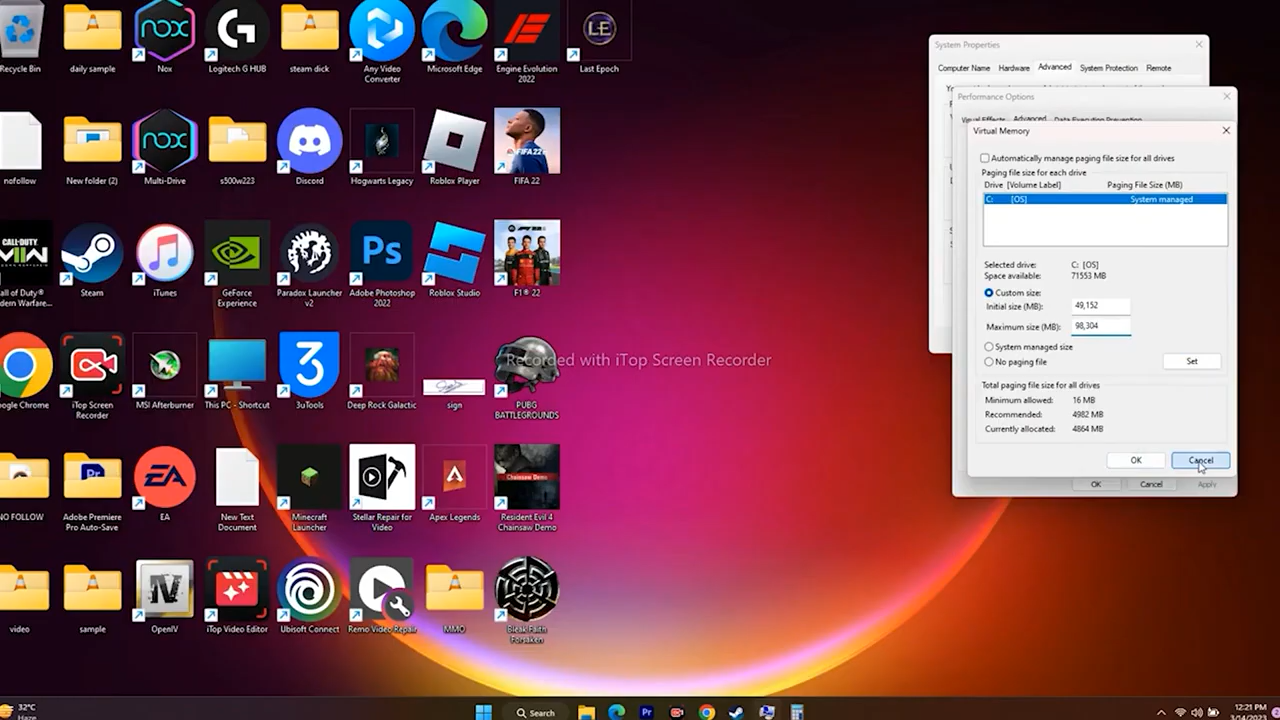 Recycle Bin
daily sample
Nox
Logitech G HUB
steam dick
Any Video
Converter
Microsoft Edge
Engine Evolution
2022
Last Epoch
nofollow
New folder (2)
Multi-Drive
s500w223
Discord
Hogwarts Legacy
Roblox Player
FIFA 22
all of Duty®
dern Warfare...
Steam
iTunes
GeForce
Experience
Paradox Launcher
v2
Adobe Photoshop
2022
Roblox Studio
F1® 22
ogle Chrome
iTop Screen
Recorder
MSI Afterburner
This PC - Shortcut
3uTools
Deep Rock Galactic
sign
PUBG
BATTLEGROUNDS
NO FOLLOW
Adobe Premiere
Pro Auto-Save
EA
New Text
Document
Minecraft
Launcher
Stellar Repair for
Video
Apex Legends
Resident Evil 4
Chainsaw Demo
video
sample
OpenIV
iTop Video Editor
Ubisoft Connect
Remo Video Repair
MMO
Bleak Faith
Forsaken
Recorded with iTop Screen Recorder
System Properties
Computer Name Hardware Advanced System Protection Remote
Performance Options
Visual Effects Advanced Data Execution Prevention
Virtual Memory
Automatically manage paging file size for all drives
Paging file size for each drive
Drive [Volume Label] Paging File Size (MB)
C: [OS] System managed
Selected drive: C: [OS]
Space available: 71553 MB
Custom size:
Initial size (MB): 49,152
Maximum size (MB): 98,304
System managed size
No paging file
Set
Total paging file size for all drives
Minimum allowed: 16 MB
Recommended: 4982 MB
Currently allocated: 4864 MB
OK Cancel
OK Cancel Apply
32°C
Haze
Search
12:21 PM